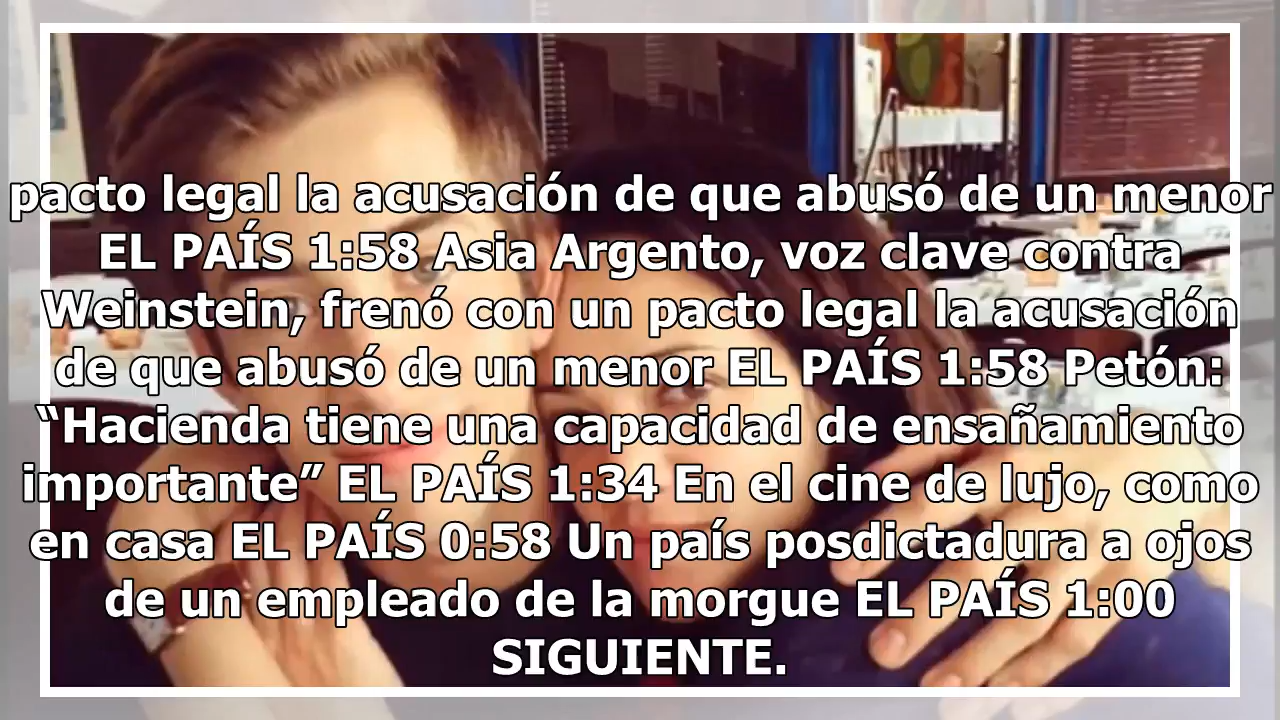 pacto legal la acusación de que abusó de un menor
EL PAÍS 1:58 Asia Argento, voz clave contra
Weinstein, frenó con un pacto legal la acusación
de que abusó de un menor EL PAÍS 1:58 Petón:
“Hacienda tiene una capacidad de ensañamiento
importante” EL PAÍS 1:34 En el cine de lujo, como
en casa EL PAÍS 0:58 Un país posdictadura a ojos
de un empleado de la morgue EL PAÍS 1:00
SIGUIENTE.